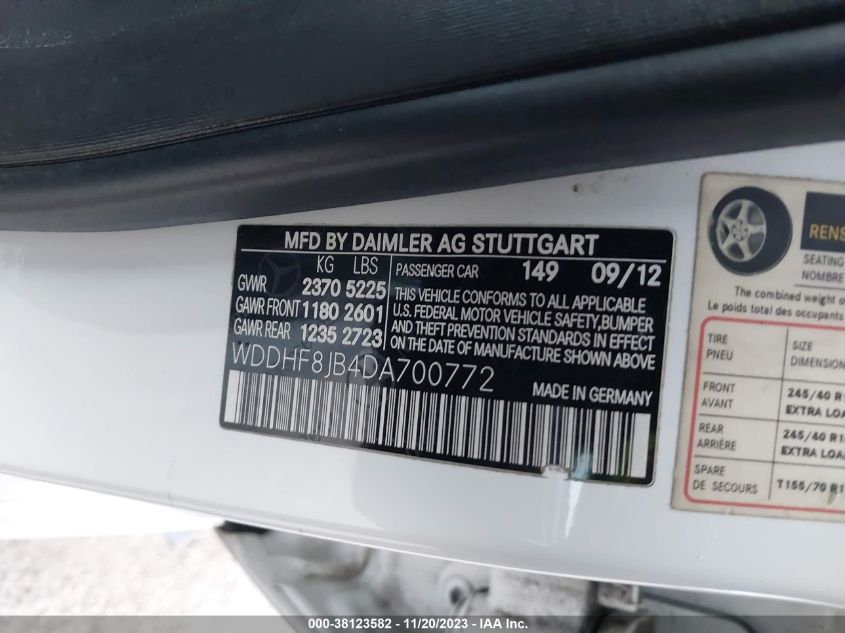 MFD BY DAIMLER AG STUTTGART
KG LBS
GVWR 2370 5225
GAWR FRONT 1180 2601
GAWR REAR 1235 2723
PASSENGER CAR 149 09/12
THIS VEHICLE CONFORMS TO ALL APPLICABLE
U.S. FEDERAL MOTOR VEHICLE SAFETY, BUMPER
AND THEFT PREVENTION STANDARDS IN EFFECT
ON THE DATE OF MANUFACTURE SHOWN ABOVE
WDDHF8JB4DA700772
MADE IN GERMANY
RENS
SEATING
NOMBRE
The combined weight o
Le poids total des occupants
TIRE SIZE
PNEU DIMENSION
FRONT 245/40 R1
AVANT EXTRA LOA
REAR 245/40 R1
ARRIÈRE EXTRA LOA
SPARE T155/70 R1
DE SECOURS
000-38123582 - 11/20/2023 - IAA Inc.